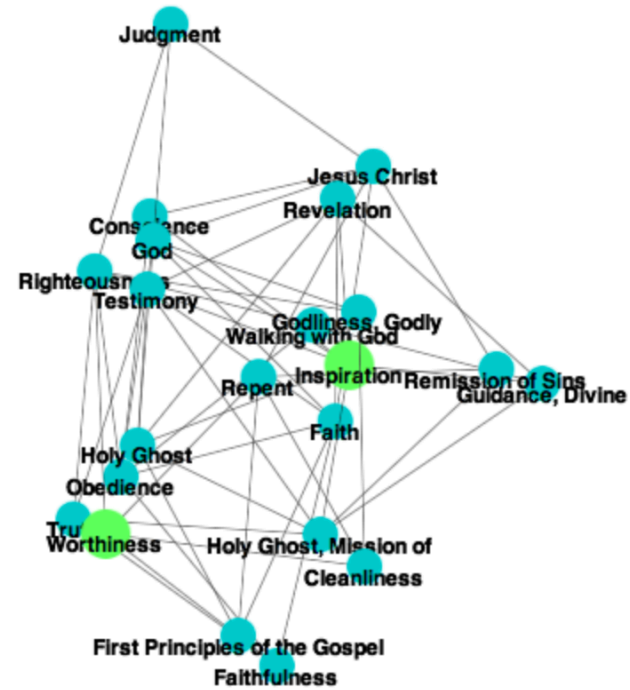 Judgment
Jesus Christ
Revelation
Conscience
God
Righteousness
Testimony
Godliness, Godly
Walking with God
Inspiration
Remission of Sins
Repent
Guidance, Divine
Faith
Holy Ghost
Obedience
Worthiness
Holy Ghost, Mission of
Cleanliness
First Principles of the Gospel
Faithfulness